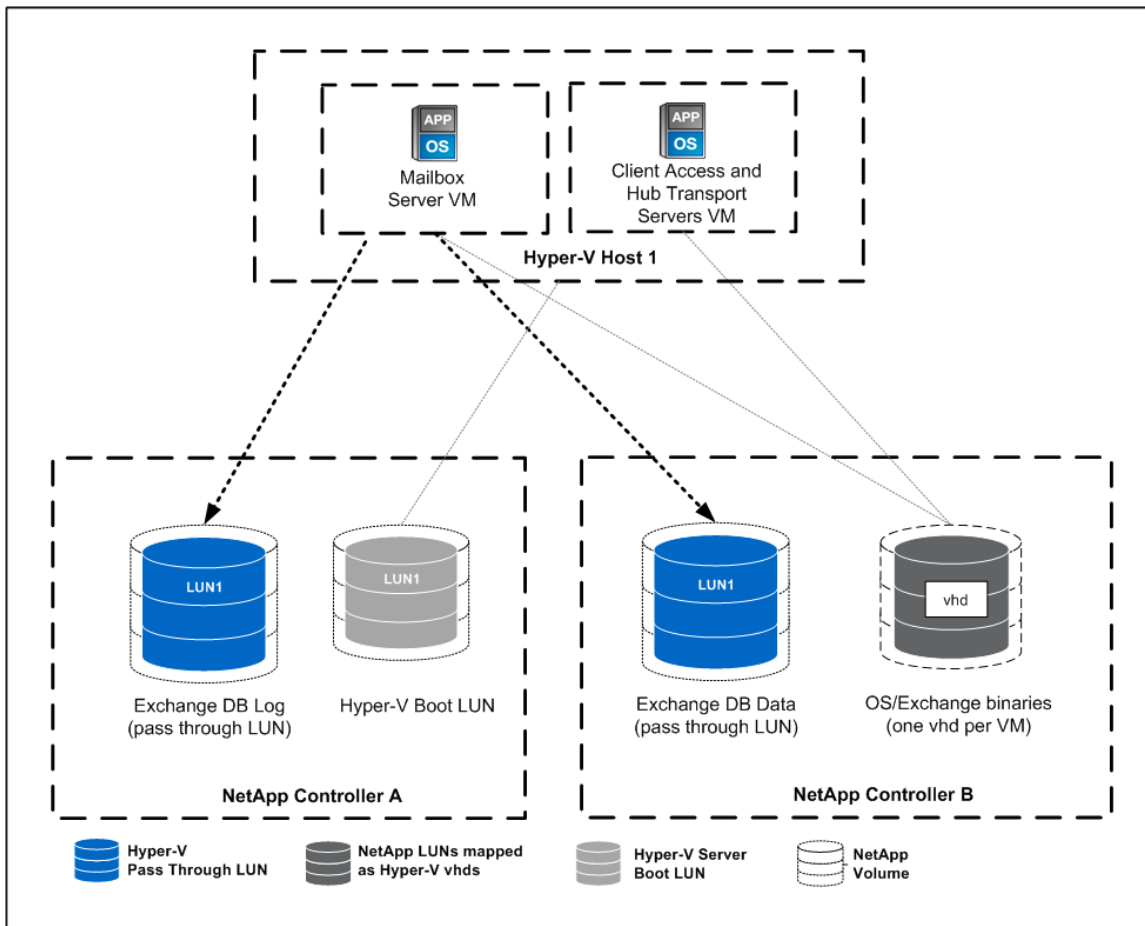 APP
OS
Mailbox
Server VM
APP
OS
Client Access and
Hub Transport
Servers VM
Hyper-V Host 1
LUN1
Exchange DB Log
(pass through LUN)
LUN1
Hyper-V Boot LUN
NetApp Controller A
LUN1
Exchange DB Data
(pass through LUN)
vhd
OS/Exchange binaries
(one vhd per VM)
NetApp Controller B
Hyper-V
Pass Through LUN
NetApp LUNs mapped
as Hyper-V vhds
Hyper-V Server
Boot LUN
NetApp
Volume